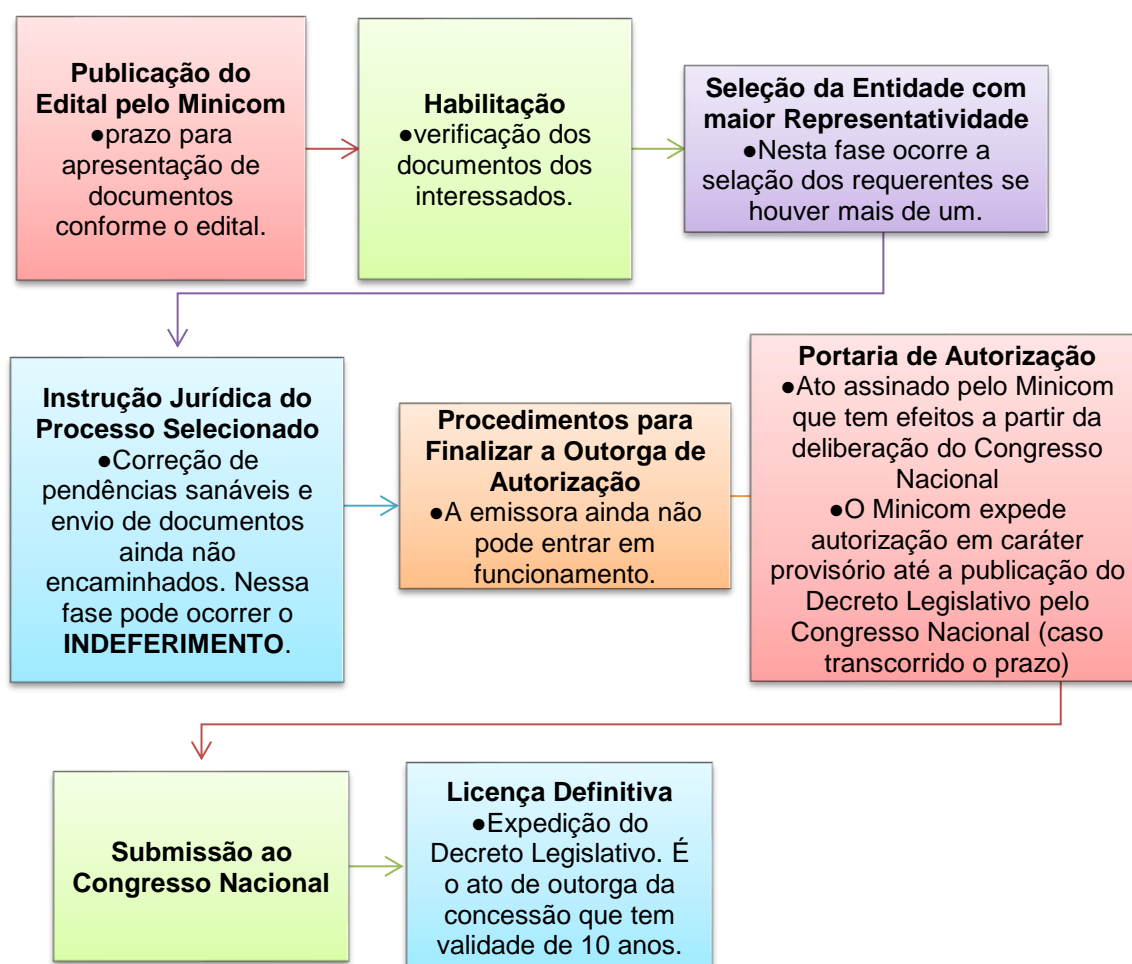 Publicação do
Edital pelo Minicom
●prazo para
apresentação de
documentos
conforme o edital.
Habilitação
●verificação dos
documentos dos
interessados.
Seleção da Entidade com
maior Representatividade
●Nesta fase ocorre a
selação dos requerentes se
houver mais de um.
Instrução Jurídica do
Processo Selecionado
●Correção de
pendências sanáveis e
envio de documentos
ainda não
encaminhados. Nessa
fase pode ocorrer o
INDEFERIMENTO.
Procedimentos para
Finalizar a Outorga de
Autorização
●A emissora ainda não
pode entrar em
funcionamento.
Portaria de Autorização
●Ato assinado pelo Minicom
que tem efeitos a partir da
deliberação do Congresso
Nacional
●O Minicom expede
autorização em caráter
provisório até a publicação do
Decreto Legislativo pelo
Congresso Nacional (caso
transcorrido o prazo)
Submissão ao
Congresso Nacional
Licença Definitiva
●Expedição do
Decreto Legislativo. É
o ato de outorga da
concessão que tem
validade de 10 anos.